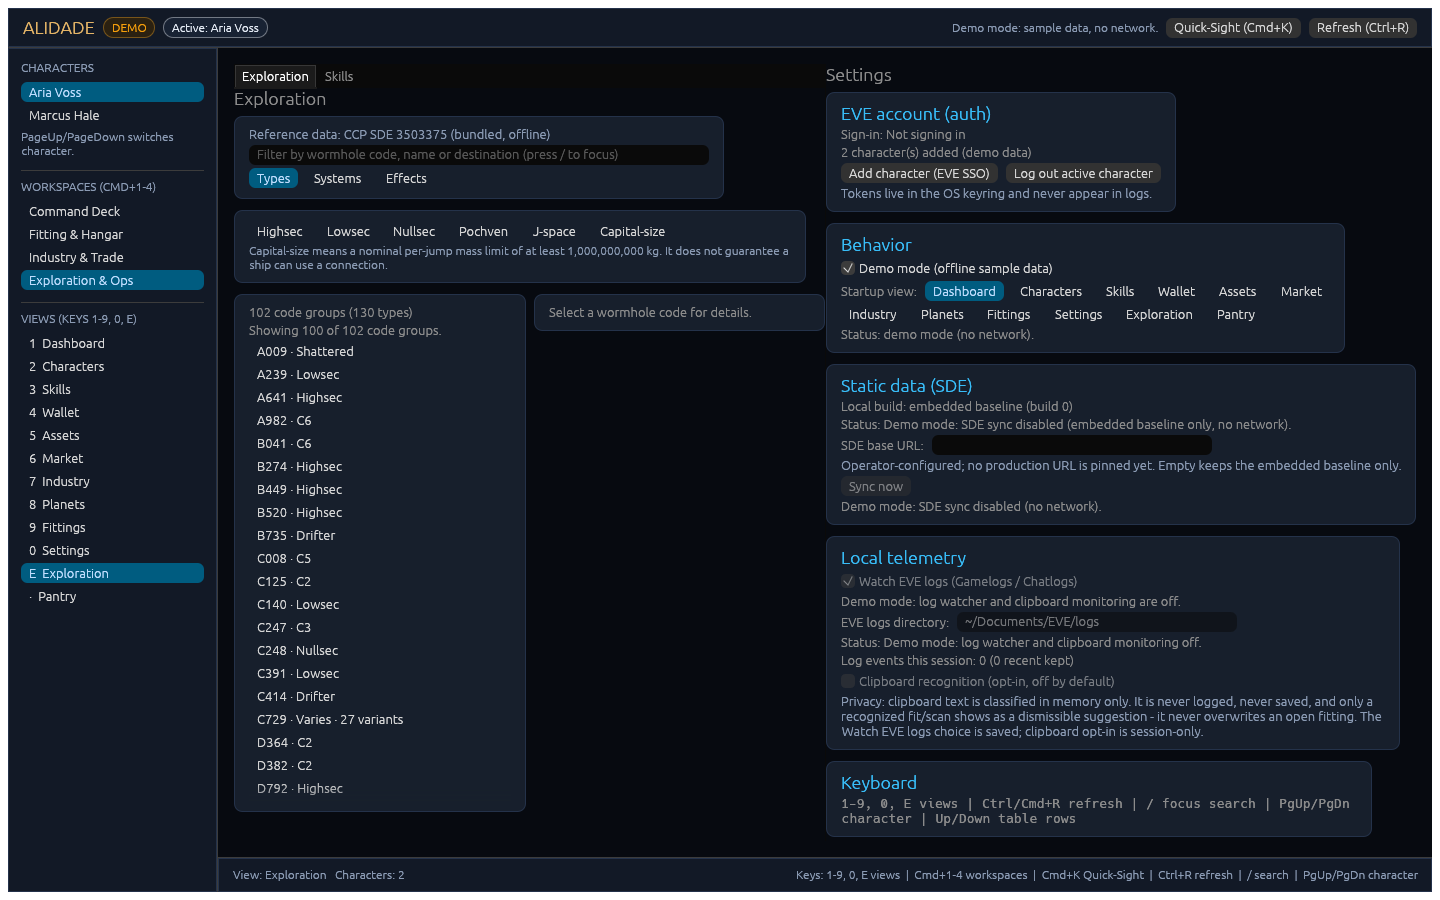 ALIDADE DEMO Active: Aria Voss
Demo mode: sample data, no network. Quick-Sight (Cmd+K) Refresh (Ctrl+R)
CHARACTERS
Aria Voss
Marcus Hale
PageUp/PageDown switches
character.
WORKSPACES (CMD+1-4)
Command Deck
Fitting & Hangar
Industry & Trade
Exploration & Ops
VIEWS (KEYS 1-9, 0, E)
1 Dashboard
2 Characters
3 Skills
4 Wallet
5 Assets
6 Market
7 Industry
8 Planets
9 Fittings
0 Settings
E Exploration
· Pantry
Exploration Skills
Exploration
Reference data: CCP SDE 3503375 (bundled, offline)
Filter by wormhole code, name or destination (press / to focus)
Types Systems Effects
Highsec Lowsec Nullsec Pochven J-space Capital-size
Capital-size means a nominal per-jump mass limit of at least 1,000,000,000 kg. It does not guarantee a
ship can use a connection.
102 code groups (130 types)
Showing 100 of 102 code groups.
A009 · Shattered
A239 · Lowsec
A641 · Highsec
A982 · C6
B041 · C6
B274 · Highsec
B449 · Highsec
B520 · Highsec
B735 · Drifter
C008 · C5
C125 · C2
C140 · Lowsec
C247 · C3
C248 · Nullsec
C391 · Lowsec
C414 · Drifter
C729 · Varies · 27 variants
D364 · C2
D382 · C2
D792 · Highsec
Select a wormhole code for details.
Settings
EVE account (auth)
Sign-in: Not signing in
2 character(s) added (demo data)
Add character (EVE SSO) Log out active character
Tokens live in the OS keyring and never appear in logs.
Behavior
Demo mode (offline sample data)
Startup view: Dashboard Characters Skills Wallet Assets Market
Industry Planets Fittings Settings Exploration Pantry
Status: demo mode (no network).
Static data (SDE)
Local build: embedded baseline (build 0)
Status: Demo mode: SDE sync disabled (embedded baseline only, no network).
SDE base URL:
Operator-configured; no production URL is pinned yet. Empty keeps the embedded baseline only.
Sync now
Demo mode: SDE sync disabled (no network).
Local telemetry
Watch EVE logs (Gamelogs / Chatlogs)
Demo mode: log watcher and clipboard monitoring are off.
EVE logs directory: ~/Documents/EVE/logs
Status: Demo mode: log watcher and clipboard monitoring off.
Log events this session: 0 (0 recent kept)
Clipboard recognition (opt-in, off by default)
Privacy: clipboard text is classified in memory only. It is never logged, never saved, and only a
recognized fit/scan shows as a dismissible suggestion - it never overwrites an open fitting. The
Watch EVE logs choice is saved; clipboard opt-in is session-only.
Keyboard
1-9, 0, E views | Ctrl/Cmd+R refresh | / focus search | PgUp/PgDn
character | Up/Down table rows
View: Exploration Characters: 2
Keys: 1-9, 0, E views | Cmd+1-4 workspaces | Cmd+K Quick-Sight | Ctrl+R refresh | / search | PgUp/PgDn character